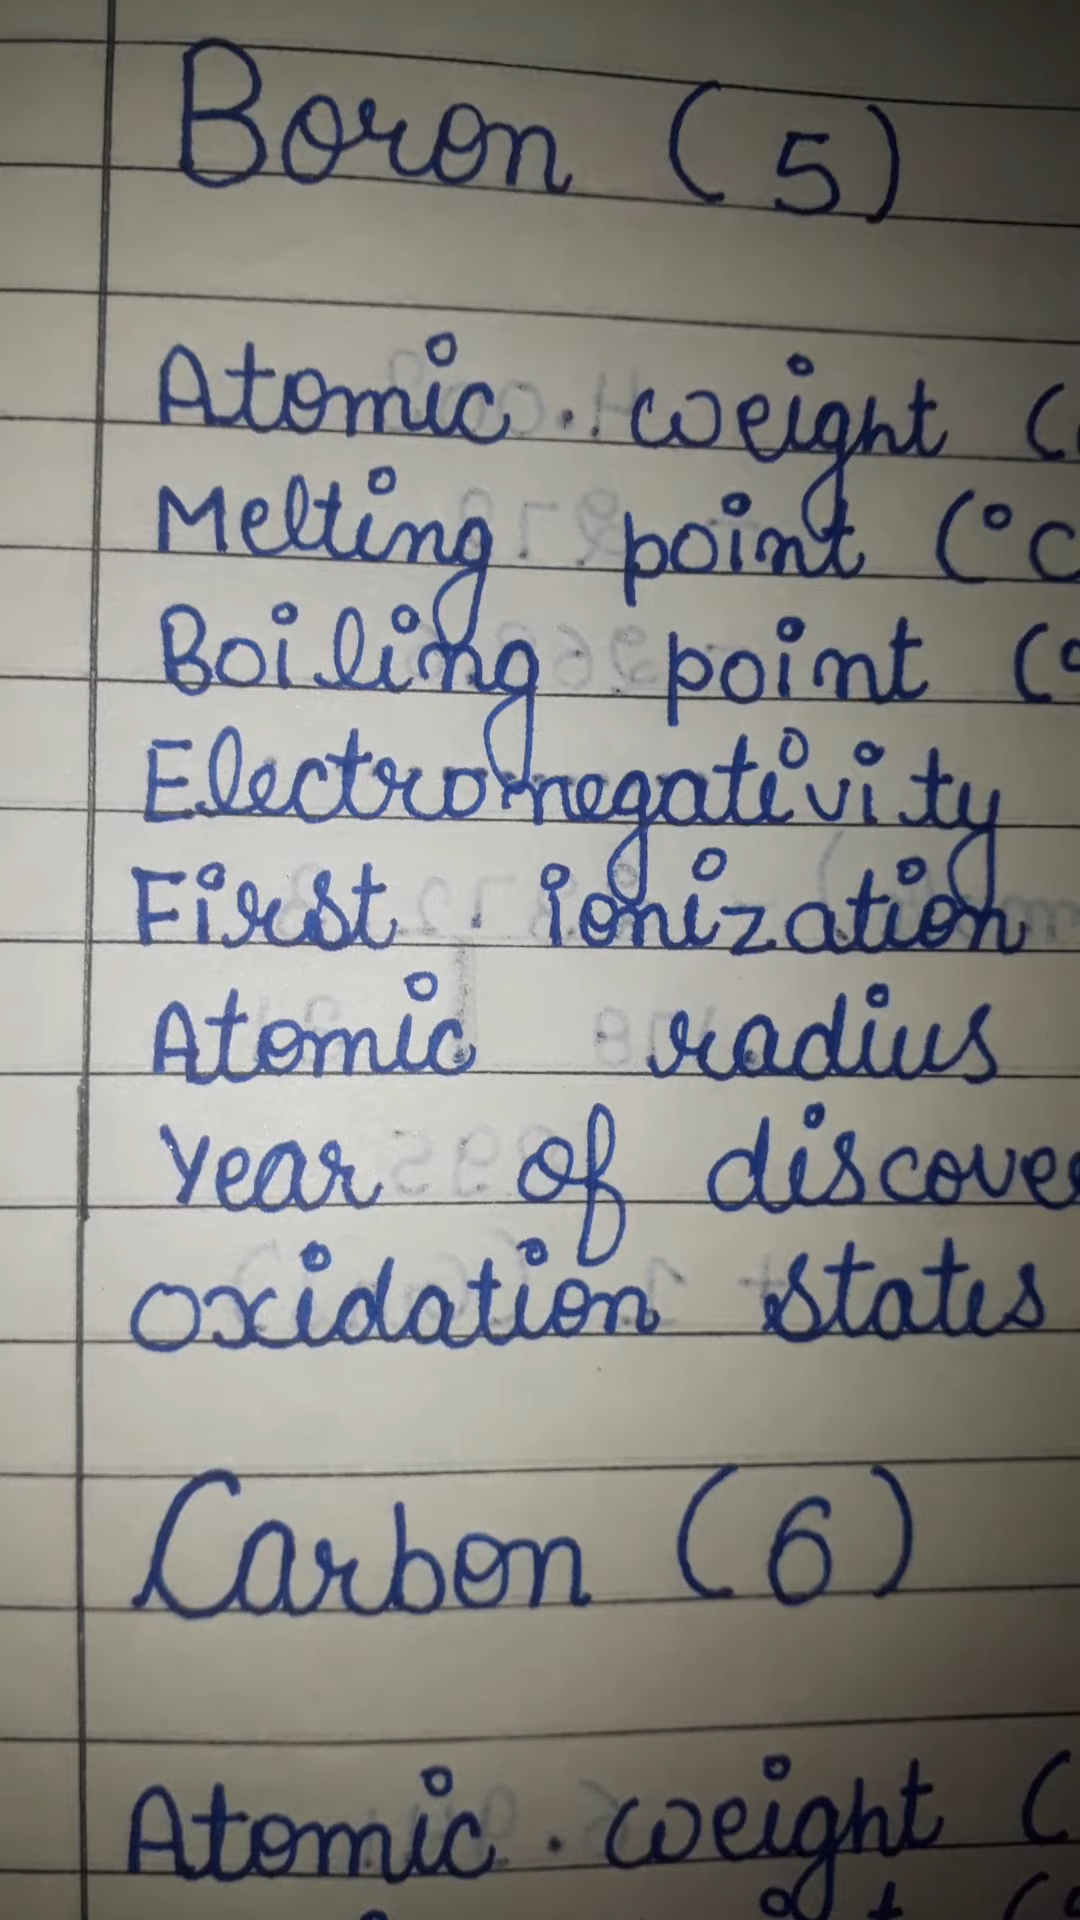 Boron (5)
Atomic. weight (
Melting point (°C
Boiling point (°
Electronegativity
First ionization
Atomic radius
Year of discove
Oxidation states
Carbon (6)
Atomic. weight (